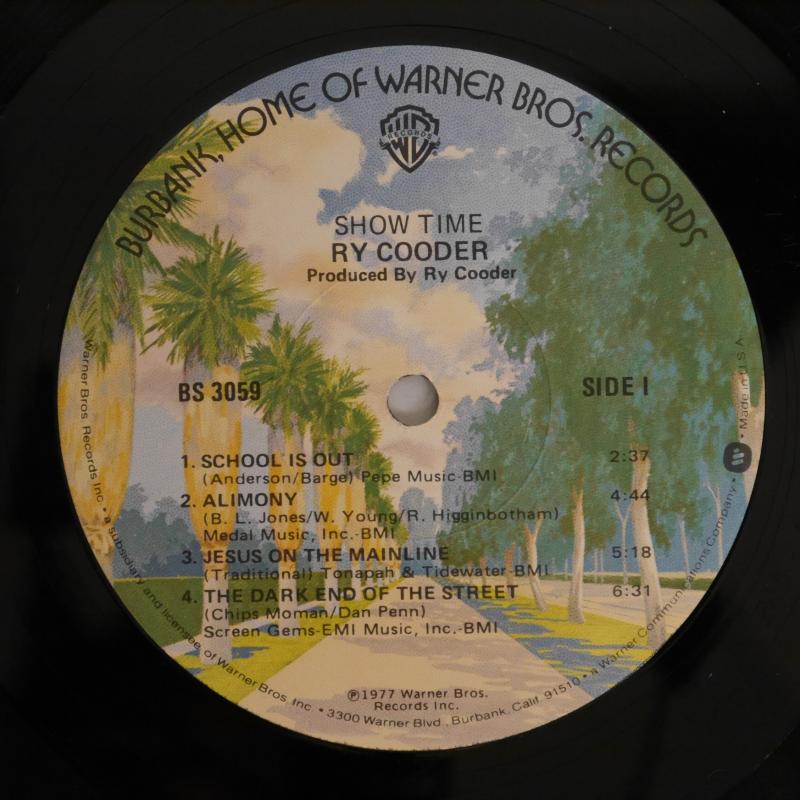 BURBANK, HOME OF WARNER BROS. RECORDS
RECORDS
SHOW TIME
RY COODER
Produced By Ry Cooder
BS 3059
SIDE I
1. SCHOOL IS OUT 2:37
(Anderson/Barge) Pepe Music-BMI
2. ALIMONY 4:44
(B. L. Jones/W. Young/R. Higginbotham)
Medal Music, Inc.-BMI
3. JESUS ON THE MAINLINE 5:18
(Traditional) Tonapah & Tidewater-BMI
4. THE DARK END OF THE STREET 6:31
(Chips Moman/Dan Penn)
Screen Gems-EMI Music, Inc.-BMI
℗1977 Warner Bros.
Records Inc.
Warner Bros. Records Inc. • a subsidiary and licensee of Warner Bros. Inc. • 3300 Warner Blvd., Burbank, Calif. 91510 • a Warner Communications Company • Made in U.S.A.